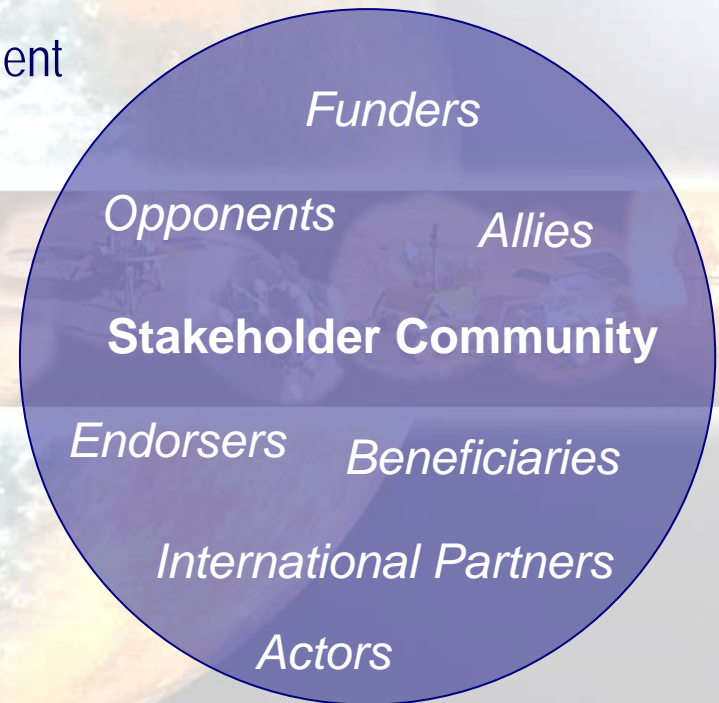 ent
Funders
Opponents Allies
Stakeholder Community
Endorsers Beneficiaries
International Partners
Actors